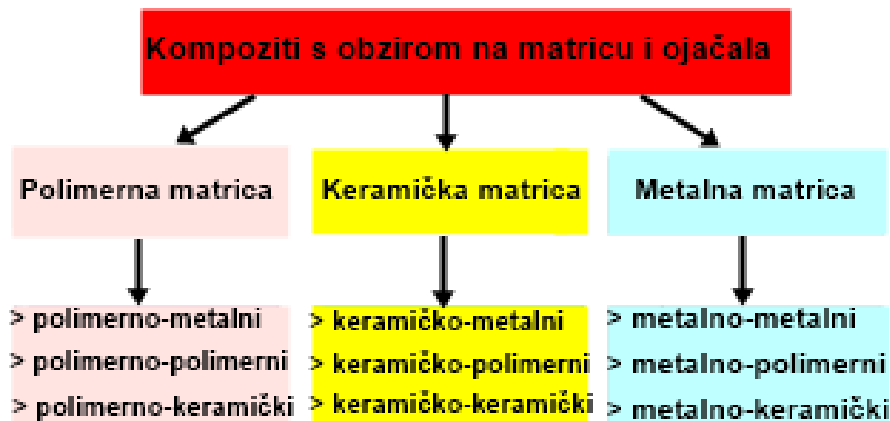 Kompoziti s obzirom na matricu i ojačala
Polimerna matrica
Keramička matrica
Metalna matrica
> polimerno-metalni
> polimerno-polimerni
> polimerno-keramički
> keramičko-metalni
> keramičko-polimerni
> keramičko-keramički
> metalno-metalni
> metalno-polimerni
> metalno-keramički